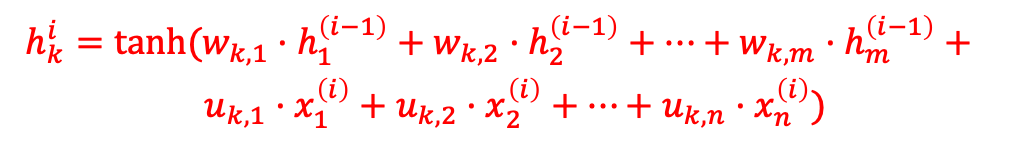 h_k^i = tanh(w_{k,1} · h_1^{(i−1)} + w_{k,2} · h_2^{(i−1)} + ⋯ + w_{k,m} · h_m^{(i−1)} +
u_{k,1} · x_1^{(i)} + u_{k,2} · x_2^{(i)} + ⋯ + u_{k,n} · x_n^{(i)})